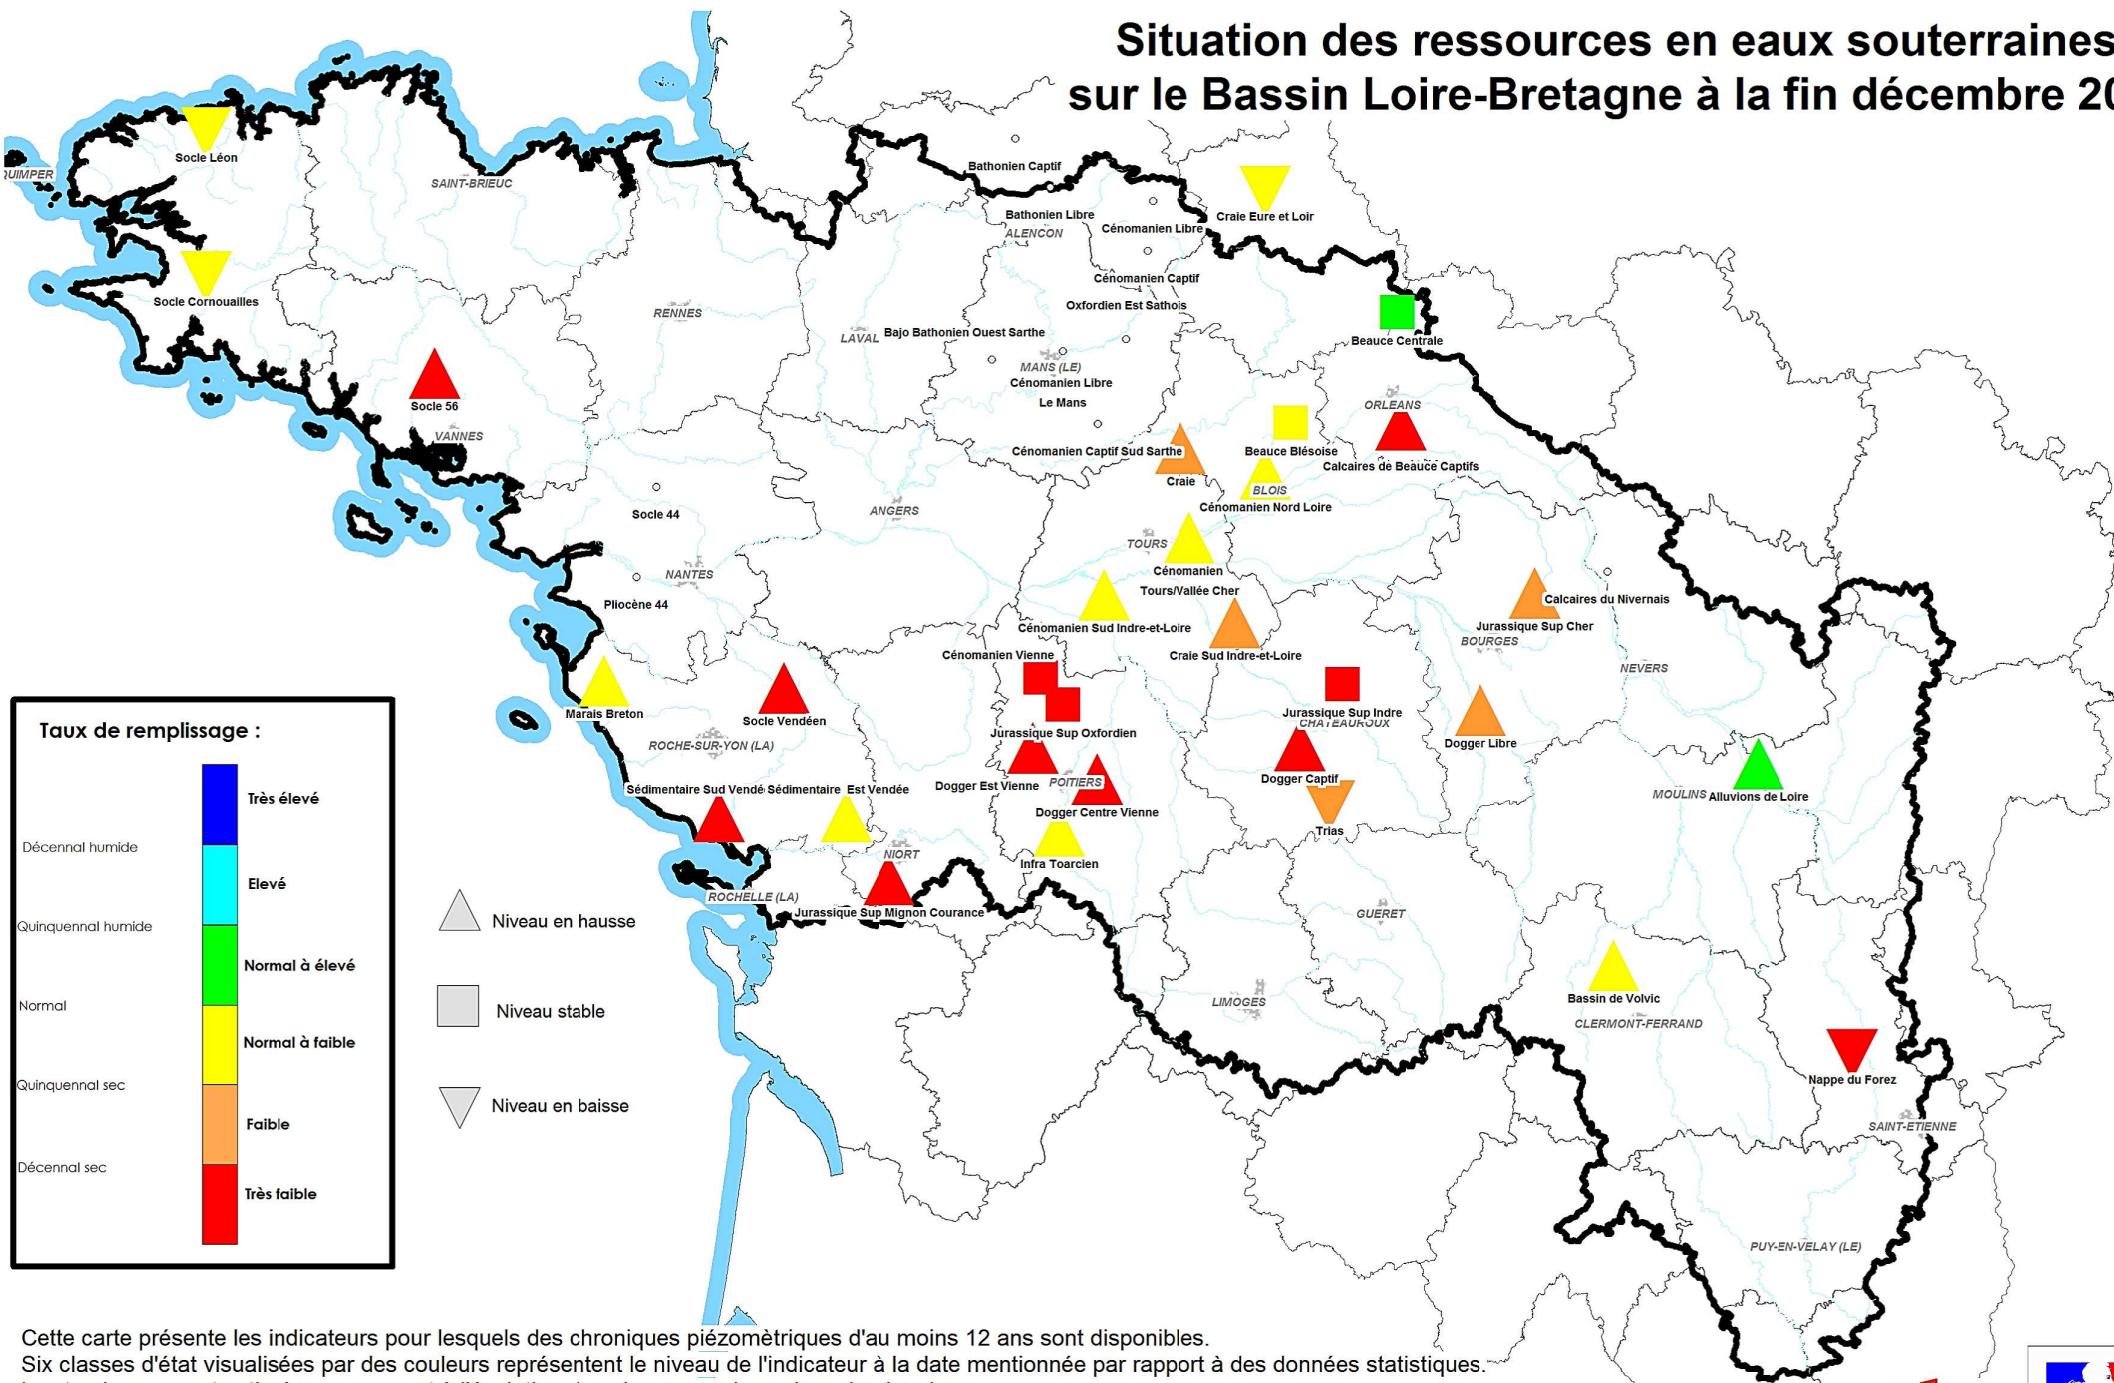 Situation des ressources en eaux souterraines
sur le Bassin Loire-Bretagne à la fin décembre 20
Socle Léon
QUIMPER
SAINT-BRIEUC
Bathonien Captif
Bathonien Libre
ALENCON
Cénomanien Libre
Craie Eure et Loir
Socle Cornouailles
RENNES
Cénomanien Captif
Oxfordien Est Sathois
LAVAL
Bajo Bathonien Ouest Sarthe
Beauce Centrale
MANS (LE)
Cénomanien Libre
Le Mans
Socle 56
VANNES
ORLEANS
Cénomanien Captif Sud Sarthe
Beauce Blésoise
Calcaires de Beauce Captifs
Craie
BLOIS
Cénomanien Nord Loire
ANGERS
Socle 44
TOURS
Cénomanien
Tours/Vallée Cher
NANTES
Pliocène 44
Calcaires du Nivernais
Cénomanien Sud Indre-et-Loire
Jurassique Sup Cher
BOURGES
Cénomanien Vienne
Craie Sud Indre-et-Loire
NEVERS
Marais Breton
Socle Vendéen
Jurassique Sup Indre
CHATEAUROUX
Jurassique Sup Oxfordien
ROCHE-SUR-YON (LA)
Dogger Libre
Dogger Captif
Sédimentaire Sud Vendé
Sédimentaire Est Vendée
Dogger Est Vienne
POITIERS
MOULINS
Alluvions de Loire
Dogger Centre Vienne
Trias
NIORT
Infra Toarcien
ROCHELLE (LA)
Jurassique Sup Mignon Courance
GUERET
LIMOGES
Bassin de Volvic
CLERMONT-FERRAND
Nappe du Forez
SAINT-ETIENNE
PUY-EN-VELAY (LE)
Taux de remplissage :
Très élevé
Décennal humide
Elevé
Quinquennal humide
Normal à élevé
Normal
Normal à faible
Quinquennal sec
Faible
Décennal sec
Très faible
Niveau en hausse
Niveau stable
Niveau en baisse
Cette carte présente les indicateurs pour lesquels des chroniques piézomètriques d'au moins 12 ans sont disponibles.
Six classes d'état visualisées par des couleurs représentent le niveau de l'indicateur à la date mentionnée par rapport à des données statistiques.